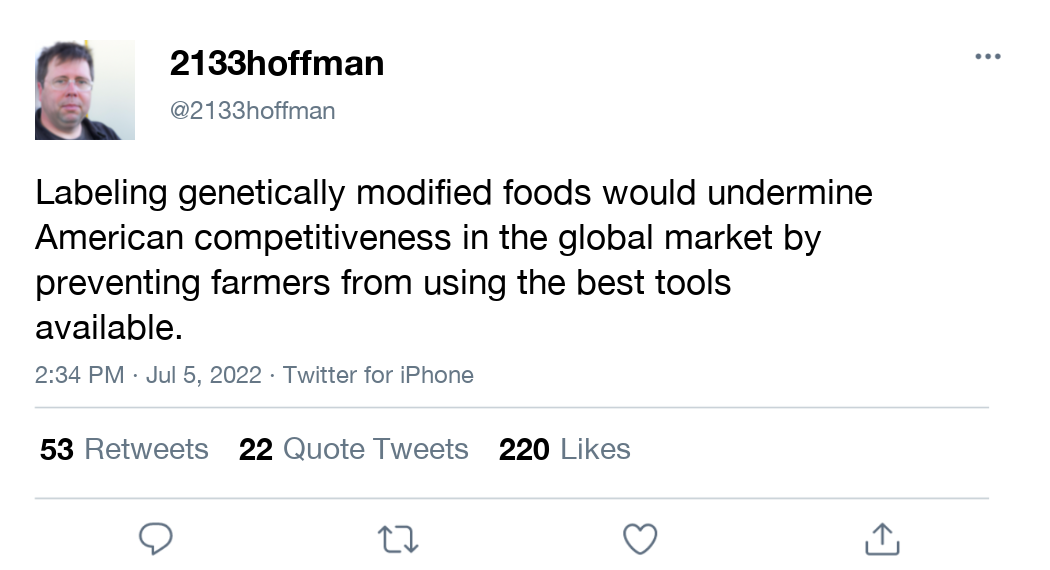 2133hoffman
@2133hoffman
Labeling genetically modified foods would undermine
American competitiveness in the global market by
preventing farmers from using the best tools
available.
2:34 PM · Jul 5, 2022 · Twitter for iPhone
53 Retweets 22 Quote Tweets 220 Likes